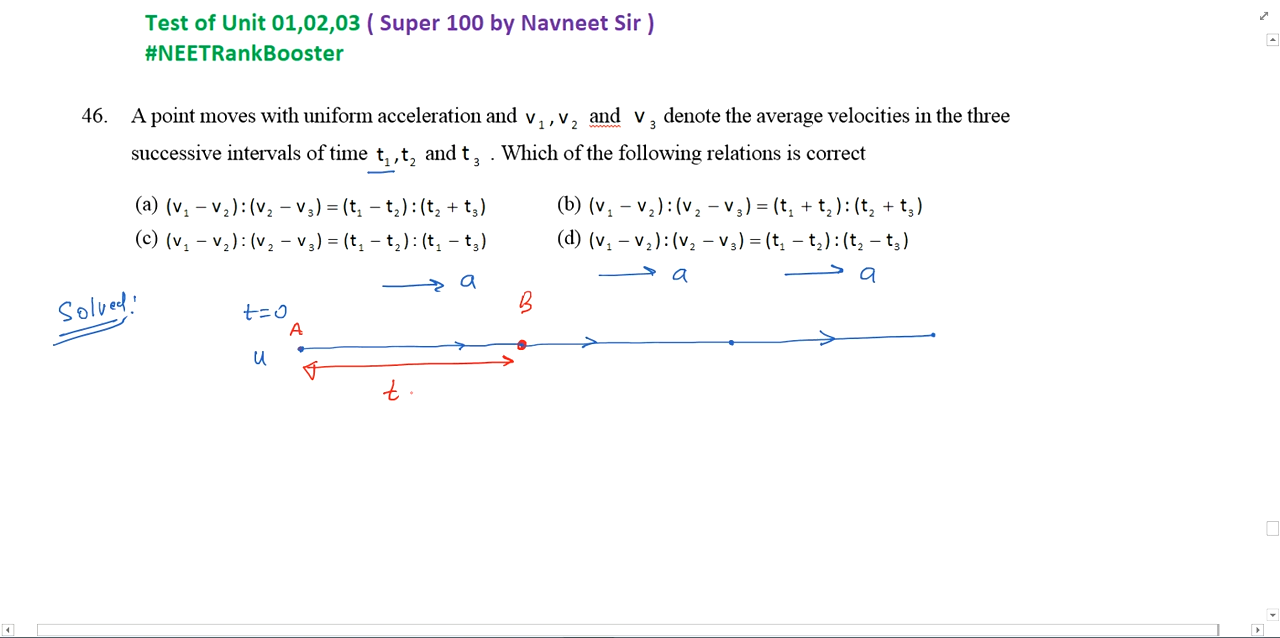 Test of Unit 01,02,03 ( Super 100 by Navneet Sir )
#NEETRankBooster
46. A point moves with uniform acceleration and v₁ , v₂ and v₃ denote the average velocities in the three
successive intervals of time t₁ , t₂ and t₃ . Which of the following relations is correct
(a) (v₁ − v₂) : (v₂ − v₃) = (t₁ − t₂) : (t₂ + t₃) (b) (v₁ − v₂) : (v₂ − v₃) = (t₁ + t₂) : (t₂ + t₃)
(c) (v₁ − v₂) : (v₂ − v₃) = (t₁ − t₂) : (t₁ − t₃) (d) (v₁ − v₂) : (v₂ − v₃) = (t₁ − t₂) : (t₂ − t₃)
a a a
Solved:
t=0
A B
u
t